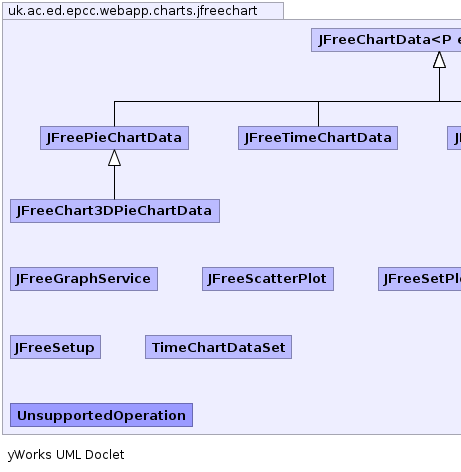 uk.ac.ed.epcc.webapp.charts.jfreechart
JFreeChartData<P
JFreePieChartData
JFreeTimeChartData
JFreeChart3DPieChartData
JFreeGraphService
JFreeScatterPlot
JFreeSetup
TimeChartDataSet
UnsupportedOperation
yWorks UML Doclet